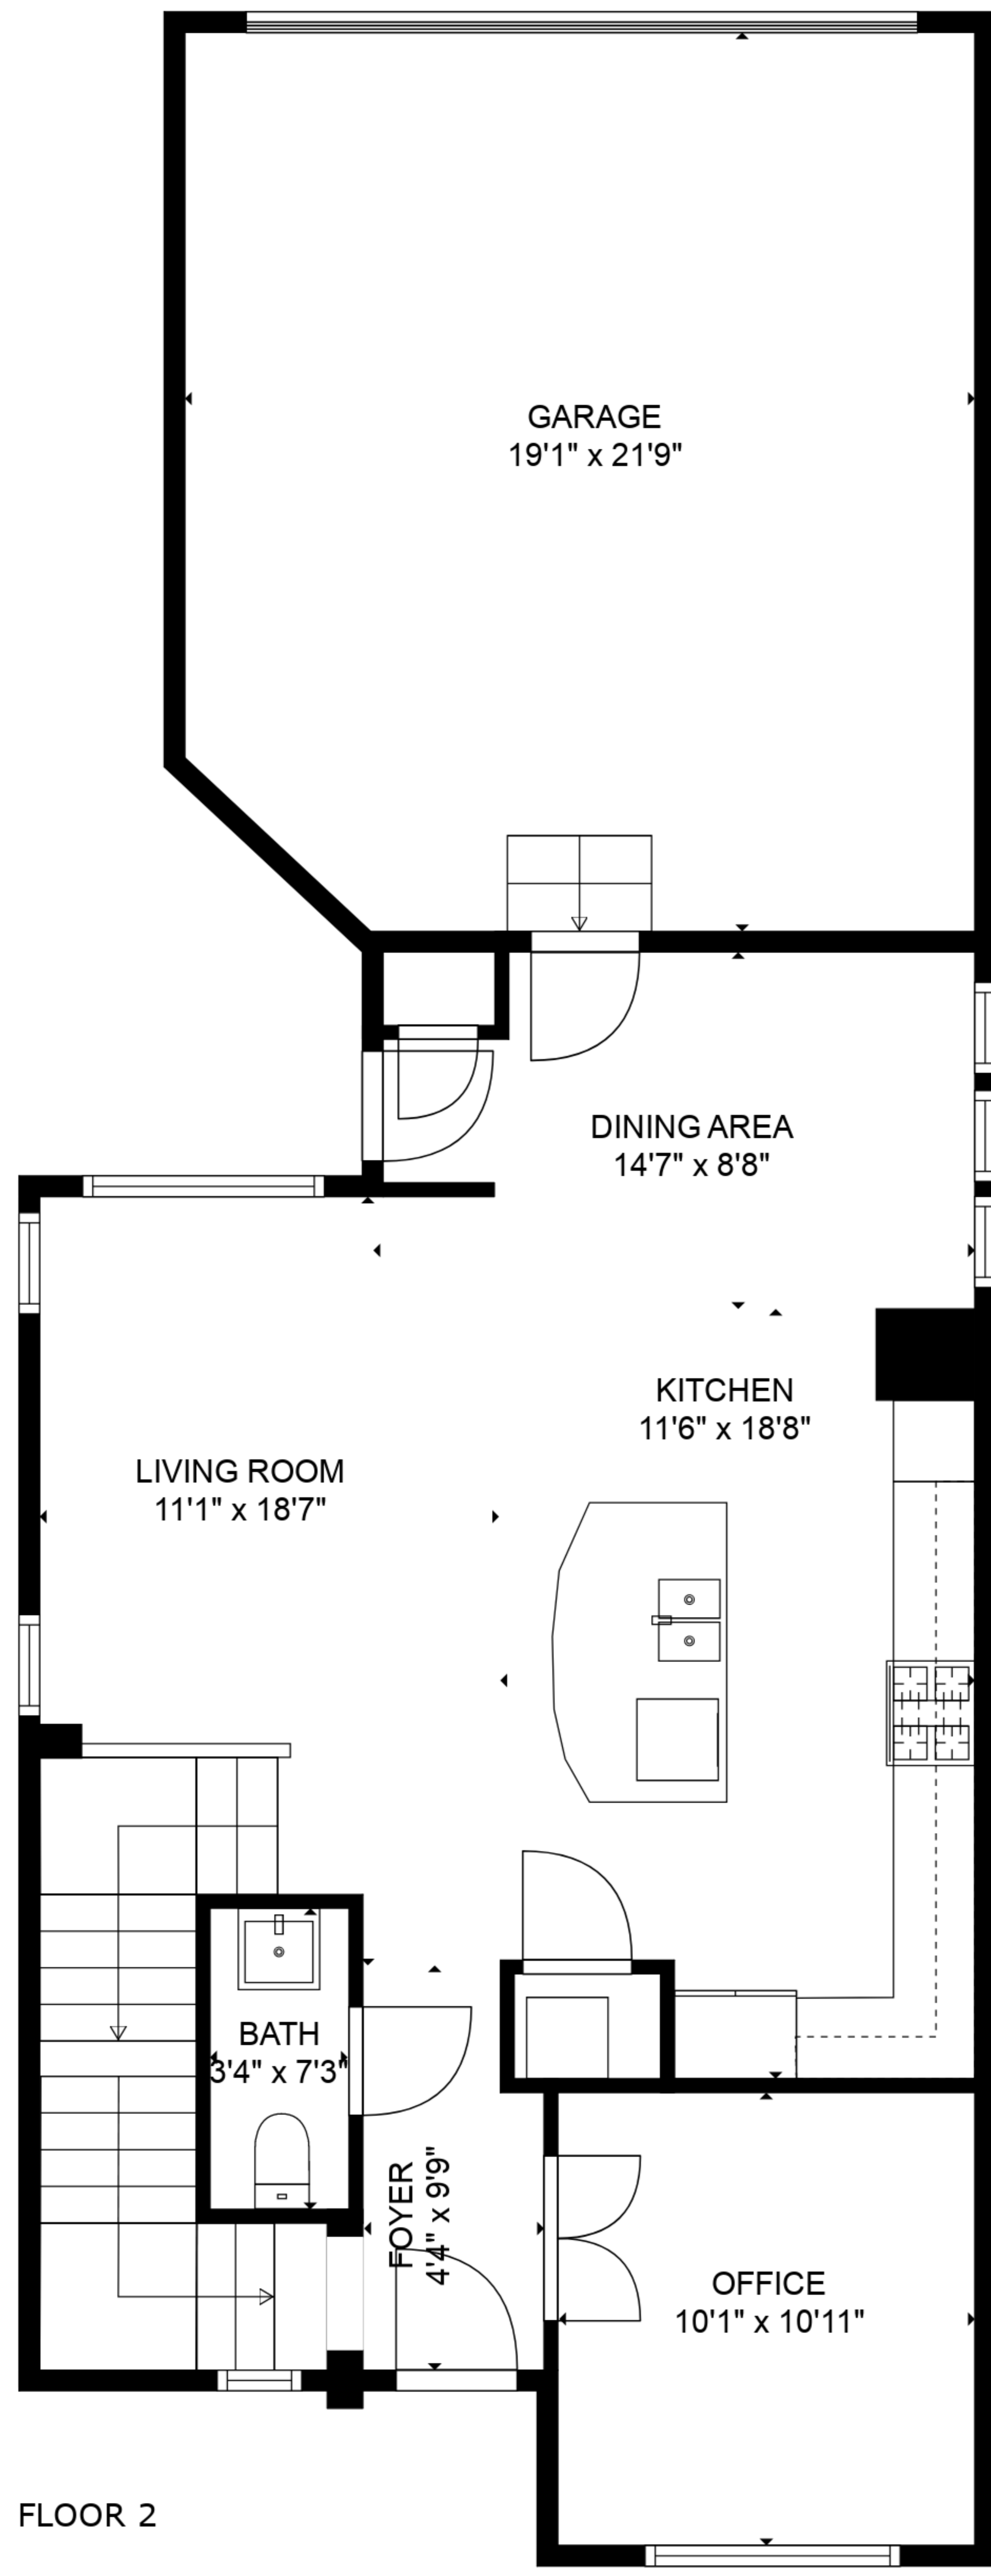 GARAGE
19'1" x 21'9"
DINING AREA
14'7" x 8'8"
KITCHEN
11'6" x 18'8"
LIVING ROOM
11'1" x 18'7"
BATH
3'4" x 7'3"
FOYER
4'4" x 9'9"
OFFICE
10'1" x 10'11"
FLOOR 2